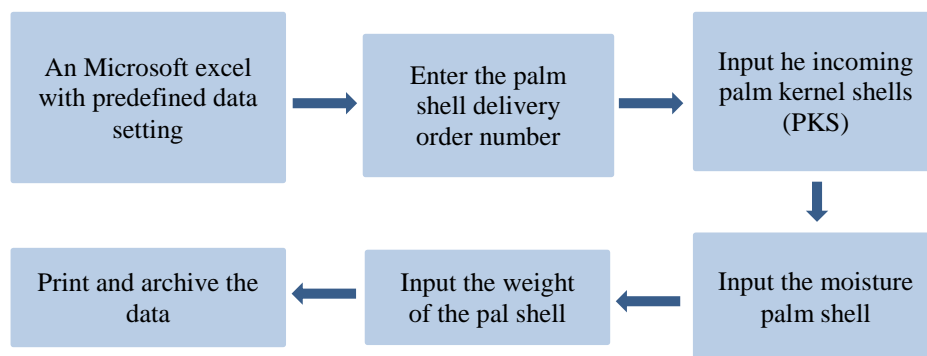 An Microsoft excel
with predefined data
setting
Enter the palm
shell delivery
order number
Input he incoming
palm kernel shells
(PKS)
Input the moisture
palm shell
Input the weight
of the pal shell
Print and archive the
data